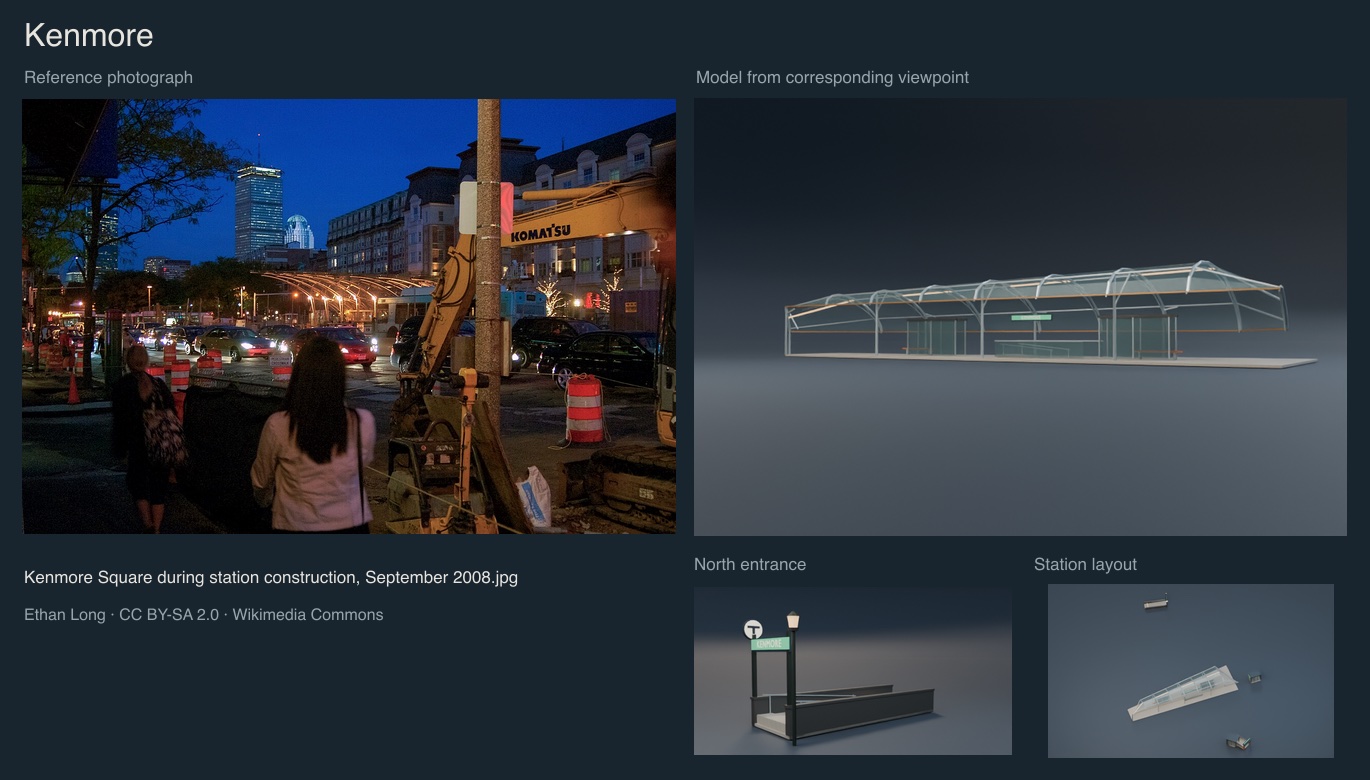 Kenmore
Reference photograph
Model from corresponding viewpoint
KOMATSU
Kenmore Square during station construction, September 2008.jpg
Ethan Long · CC BY-SA 2.0 · Wikimedia Commons
North entrance
Station layout
T
KENMORE